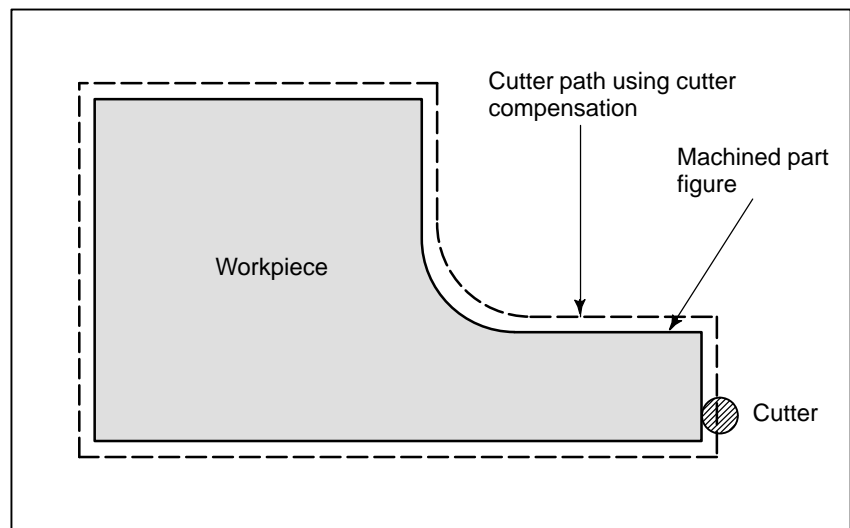 Cutter path using cutter
compensation
Machined part
figure
Workpiece
Cutter